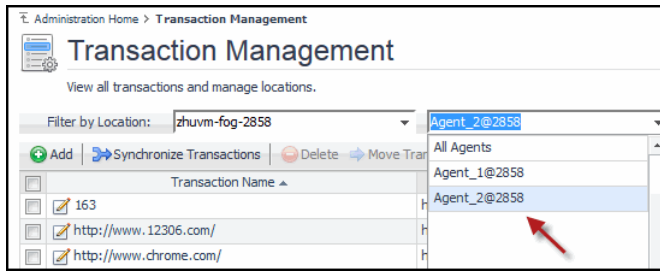 Administration Home > Transaction Management
Transaction Management
View all transactions and manage locations.
Filter by Location: zhuvm-fog-2858 Agent_2@2858
All Agents
Agent_1@2858
Agent_2@2858
Add Synchronize Transactions Delete Move Tran
Transaction Name
163 h
http://www.12306.com/ h
http://www.chrome.com/ h